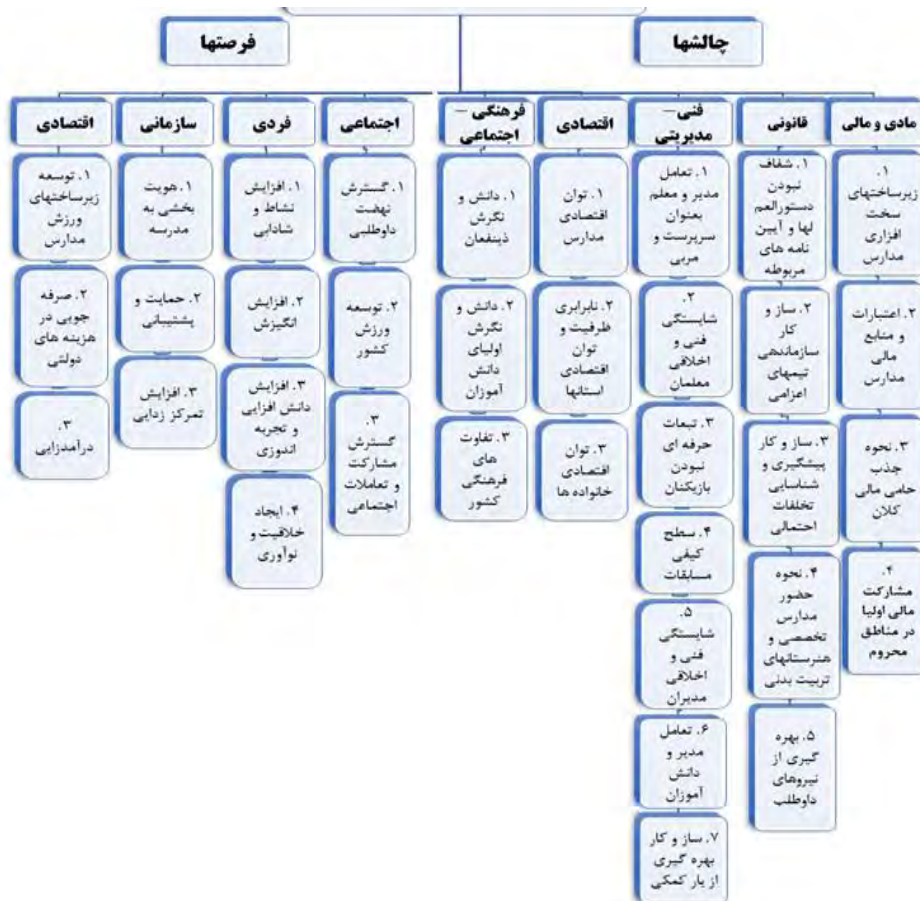 چالشها
فرصتها
مادی و مالی
۱.
زیرساختهای
سخت
افزاری
مدارس
۲. اعتبارات
و منابع
مالی
مدارس
۳. نحوه
جذب
حامی مالی
کلان
۴.
مشارکت
مالی اولیا
در مناطق
محروم
قانونی
۱. شفاف
نبودن
دستورالعم
لها و آیین
نامه های
مربوطه
۲. ساز و
کار
سازماندهی
تیمهای
اعزامی
۳. ساز و کار
پیشگیری و
شناسایی
تخلفات
احتمالی
۴. نحوه
حضور
مدارس
تخصصی و
هنرستانهای
تربیت بدنی
۵. بهره
گیری از
نیروهای
داوطلب
فنی–
مدیریتی
۱. تعامل
مدیر و معلم
بعنوان
سرپرست و
مربی
۲.
شایستگی
فنی و
اخلاقی
معلمان
۳. تبعات
حرفه ای
نبودن
بازیکنان
۴. سطح
کیفی
مسابقات
۵.
شایستگی
فنی و
اخلاقی
مدیران
۶. تعامل
مدیر و
دانش
آموزان
۷. ساز و کار
بهره گیری
از یار کمکی
اقتصادی
۱. توان
اقتصادی
مدارس
۲. نابرابری
ظرفیت و
توان
اقتصادی
استانها
۳. توان
اقتصادی
خانواده ها
فرهنگی –
اجتماعی
۱. دانش و
نگرش
ذینفعان
۲. دانش و
نگرش
اولیای
دانش
آموزان
۳. تفاوت
های
فرهنگی
کشور
اجتماعی
۱. گسترش
نهضت
داوطلبی
۲. توسعه
ورزش
کشور
۳.
گسترش
مشارکت
و تعاملات
اجتماعی
فردی
۱. افزایش
نشاط و
شادابی
۲. افزایش
انگیزش
۳. افزایش
دانش افزایی
و تجربه
اندوزی
۴. ایجاد
خلاقیت و
نوآوری
سازمانی
۱. هویت
بخشی به
مدرسه
۲. حمایت و
پشتیبانی
۳. افزایش
تمرکز زدایی
اقتصادی
۱. توسعه
زیرساختهای
ورزش
مدارس
۲. صرفه
جویی در
هزینه های
دولتی
۳.
درآمدزایی